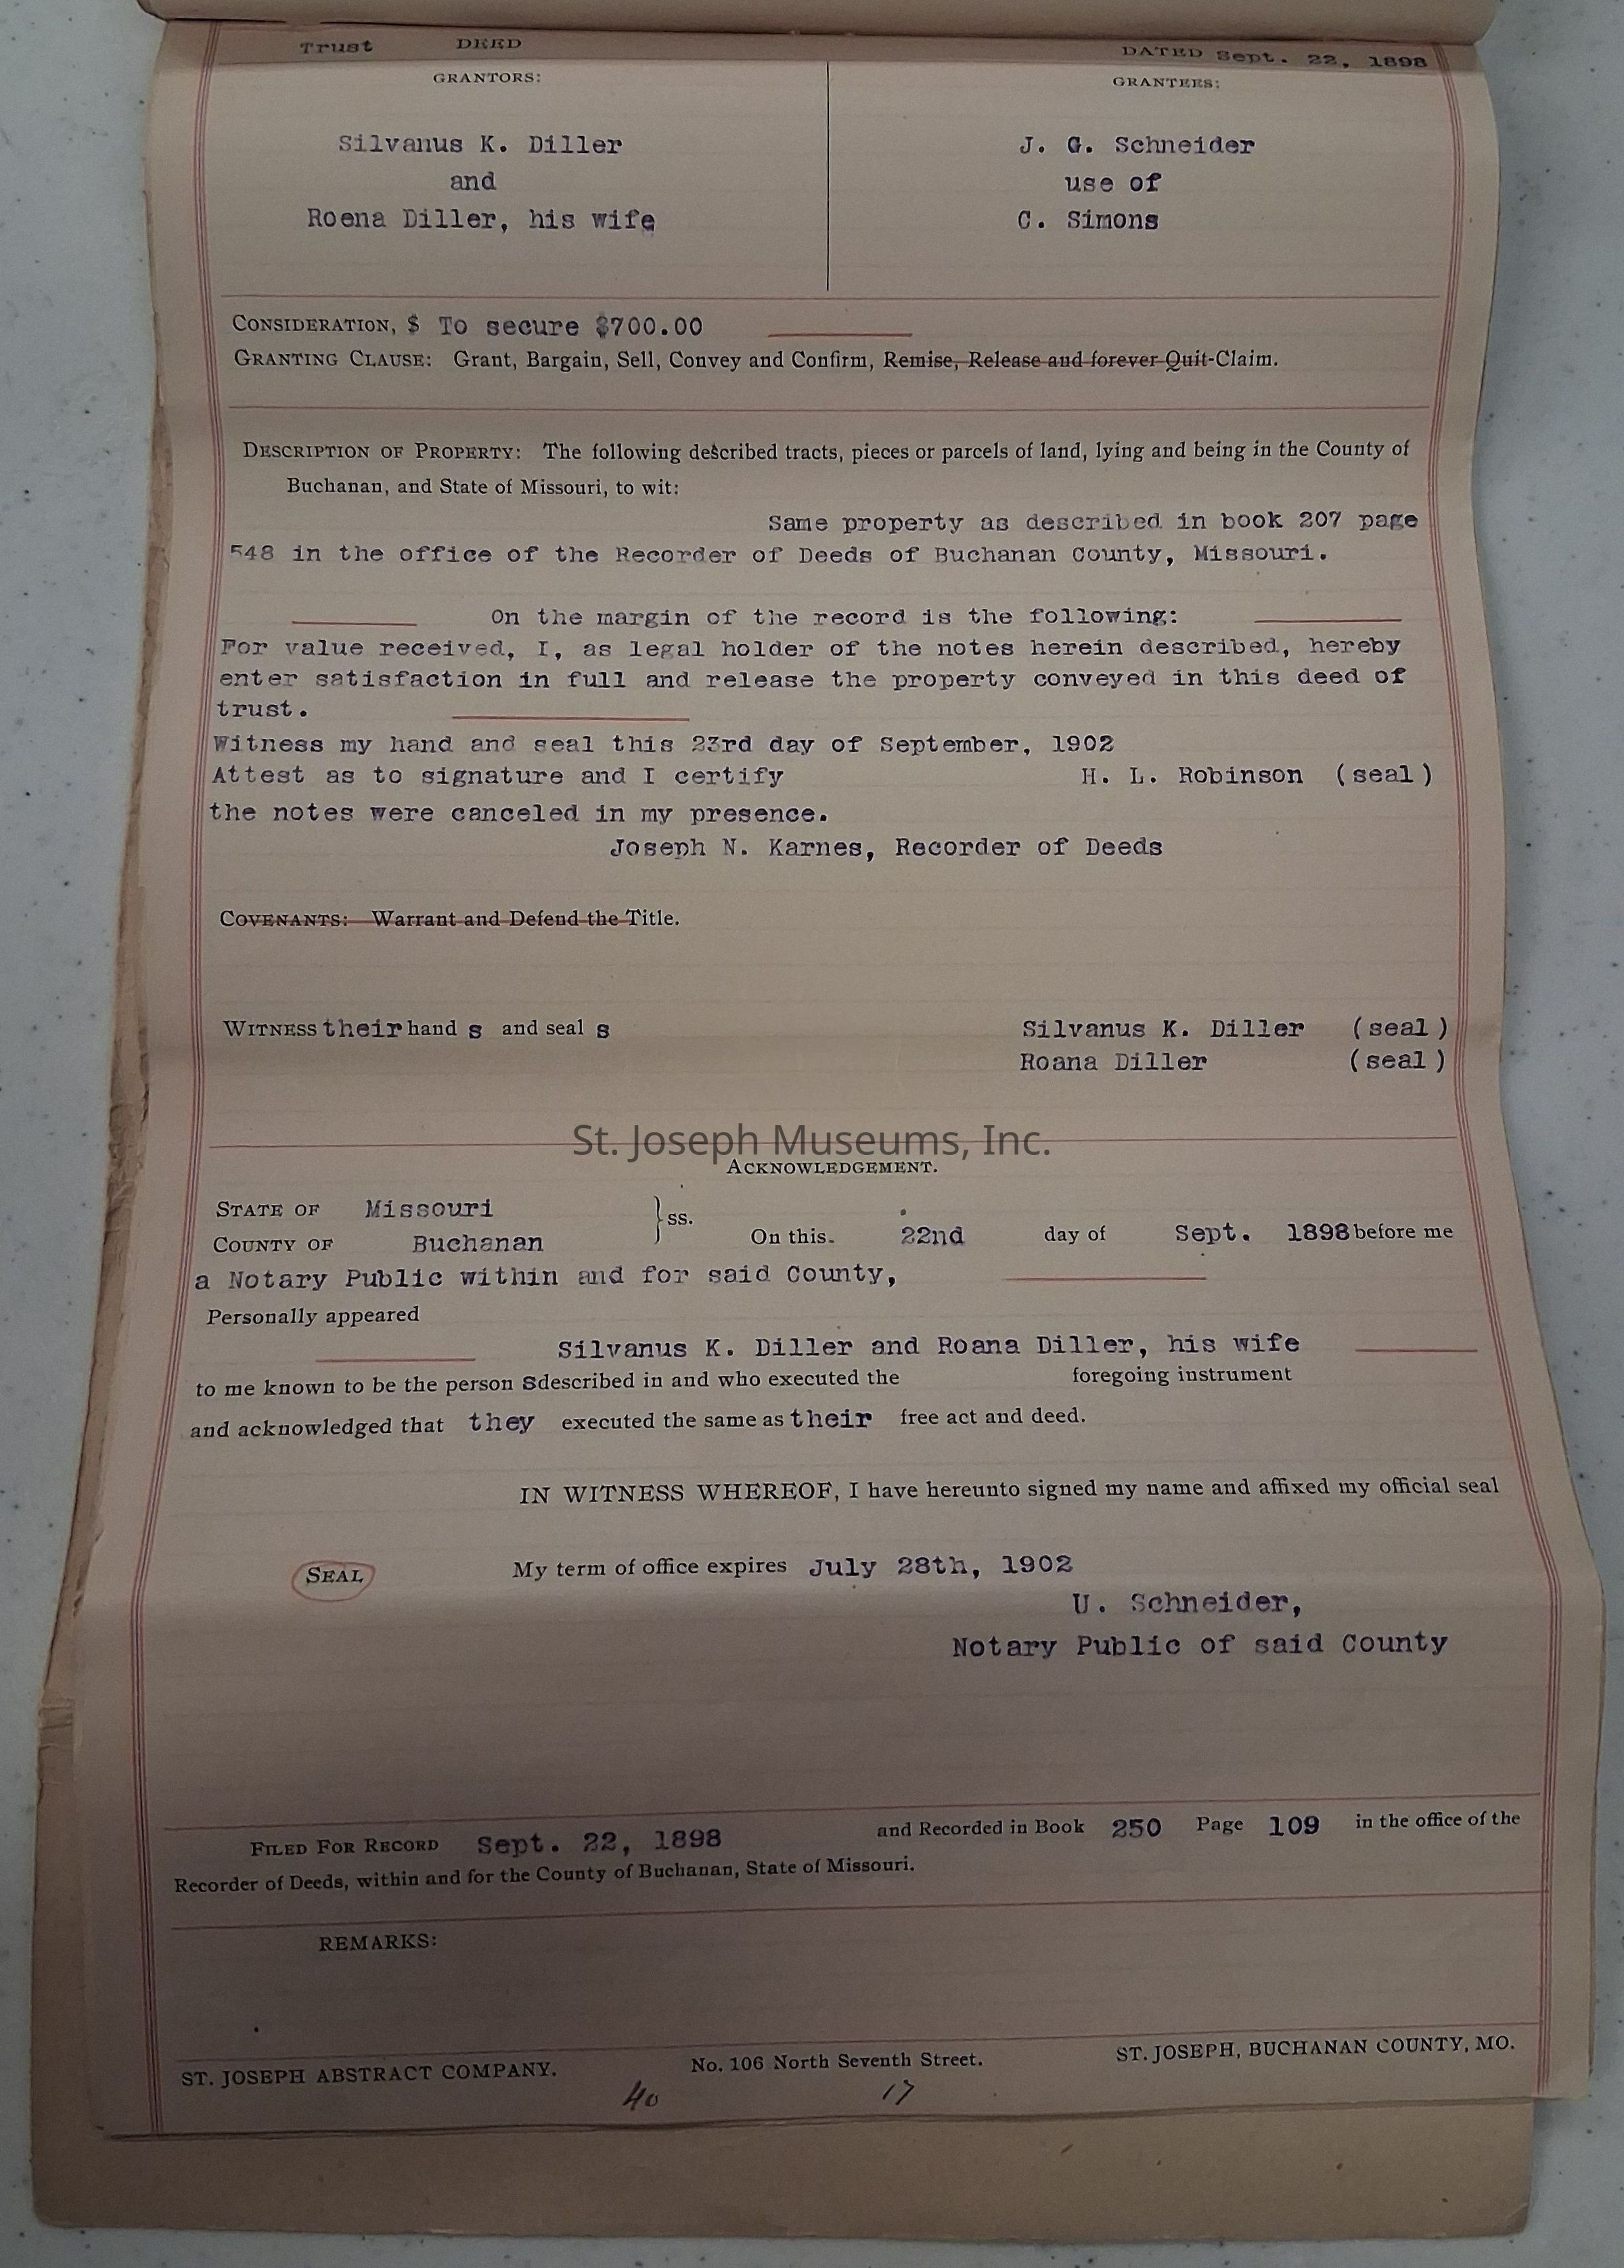 Trust DEED DATED Sept. 22, 1898
GRANTORS: GRANTEES:
Silvanus K. Diller J. G. Schneider
and use of
Roena Diller, his wife C. Simons
CONSIDERATION, $ To secure $700.00
GRANTING CLAUSE: Grant, Bargain, Sell, Convey and Confirm, Remise, Release and forever Quit-Claim.
DESCRIPTION OF PROPERTY: The following described tracts, pieces or parcels of land, lying and being in the County of
Buchanan, and State of Missouri, to wit:
Same property as described in book 207 page
548 in the office of the Recorder of Deeds of Buchanan County, Missouri.
On the margin of the record is the following:
For value received, I, as legal holder of the notes herein described, hereby
enter satisfaction in full and release the property conveyed in this deed of
trust.
Witness my hand and seal this 23rd day of September, 1902
Attest as to signature and I certify H. L. Robinson (seal)
the notes were canceled in my presence.
Joseph N. Karnes, Recorder of Deeds
COVENANTS: Warrant and Defend the Title.
WITNESS their hand s and seal s Silvanus K. Diller (seal)
Roana Diller (seal)
St. Joseph Museums, Inc.
ACKNOWLEDGEMENT.
STATE OF Missouri } ss.
COUNTY OF Buchanan On this. 22nd day of Sept. 1898 before me
a Notary Public within and for said County,
Personally appeared
Silvanus K. Diller and Roana Diller, his wife
to me known to be the person s described in and who executed the foregoing instrument
and acknowledged that they executed the same as their free act and deed.
IN WITNESS WHEREOF, I have hereunto signed my name and affixed my official seal
SEAL My term of office expires July 28th, 1902
U. Schneider,
Notary Public of said County
FILED FOR RECORD Sept. 22, 1898 and Recorded in Book 250 Page 109 in the office of the
Recorder of Deeds, within and for the County of Buchanan, State of Missouri.
REMARKS:
ST. JOSEPH ABSTRACT COMPANY. No. 106 North Seventh Street. ST. JOSEPH, BUCHANAN COUNTY, MO.
40 17